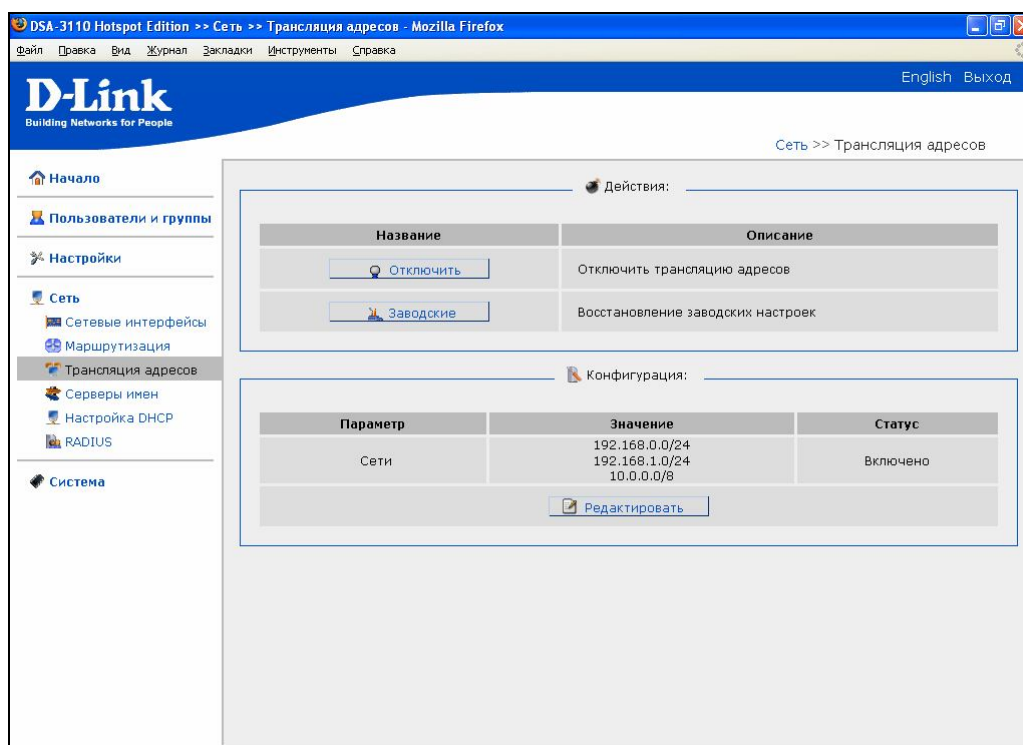 DSA-3110 Hotspot Edition >> Сеть >> Трансляция адресов - Mozilla Firefox
Файл Правка Вид Журнал Закладки Инструменты Справка
English Выход
D-Link
Building Networks for People
Сеть >> Трансляция адресов
Начало
Пользователи и группы
Настройки
Сеть
Сетевые интерфейсы
Маршрутизация
Трансляция адресов
Серверы имен
Настройка DHCP
RADIUS
Система
Действия:
Название Описание
Отключить Отключить трансляцию адресов
Заводские Восстановление заводских настроек
Конфигурация:
Параметр Значение Статус
192.168.0.0/24
Сети 192.168.1.0/24 Включено
10.0.0.0/8
Редактировать